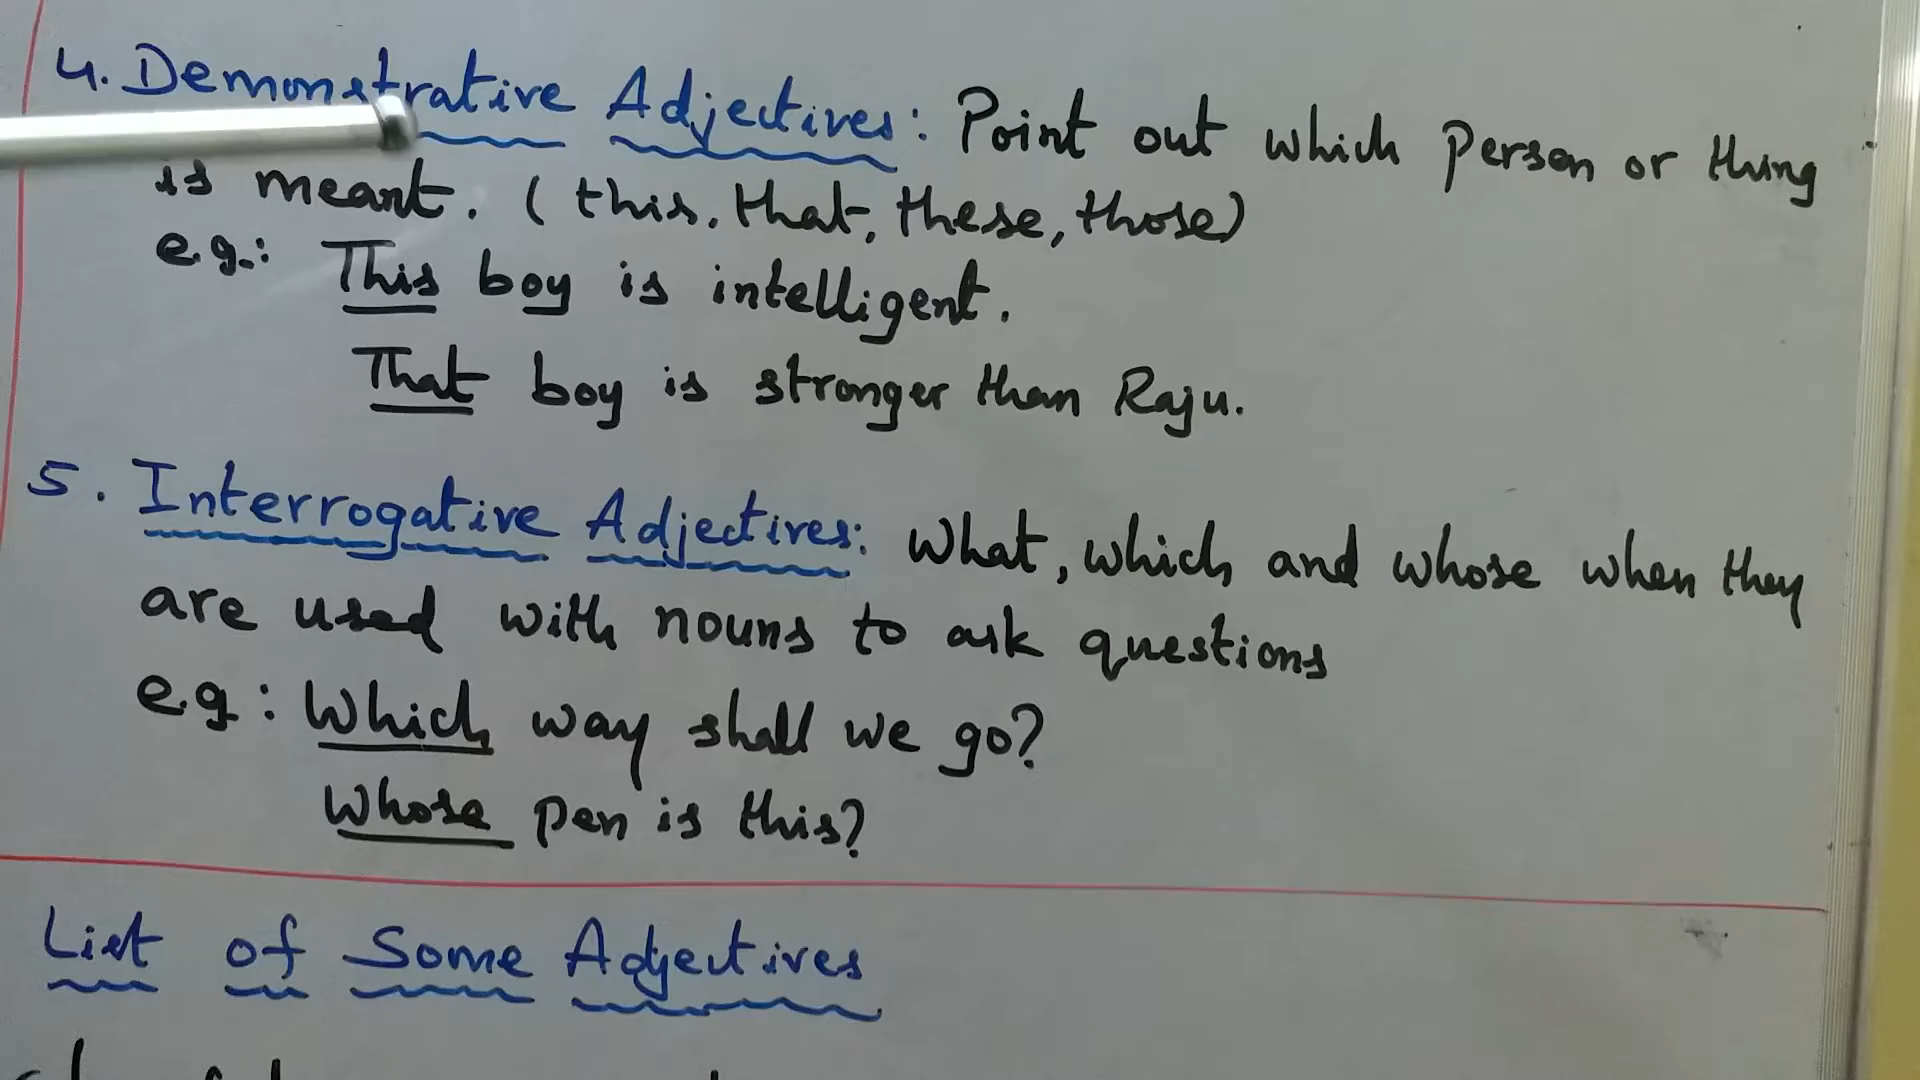 4. Demonstrative Adjectives: Point out which person or thing
is meant. (this, that, these, those)
e.g.: This boy is intelligent.
That boy is stronger than Raju.
5. Interrogative Adjectives: What, which and whose when they
are used with nouns to ask questions
e.g: Which way shall we go?
Whose pen is this?
List of Some Adjectives